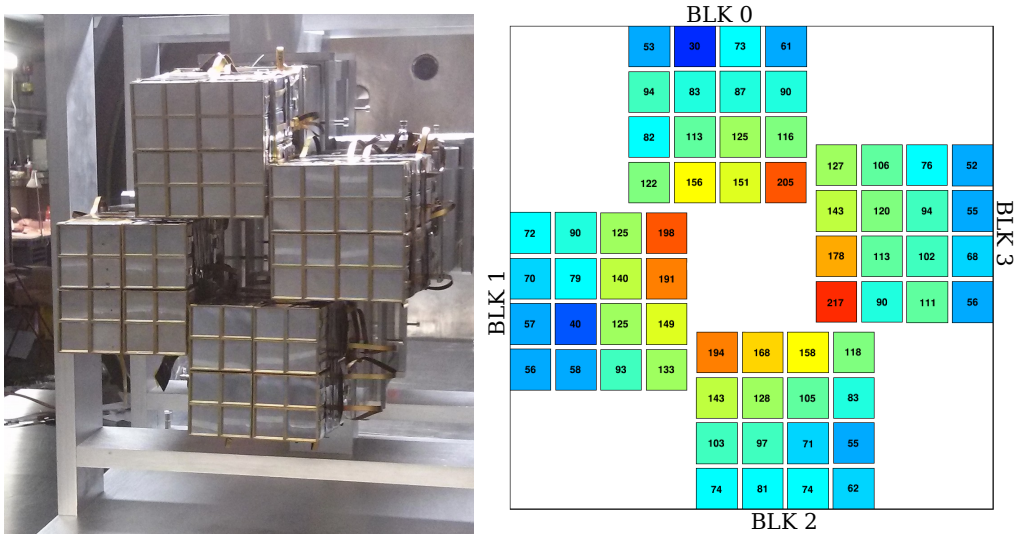 BLK 0
53 30 73 61
94 83 87 90
82 113 125 116
122 156 151 205
BLK 1
72 90 125 198
70 79 140 191
57 40 125 149
56 58 93 133
BLK 3
127 106 76 52
143 120 94 55
178 113 102 68
217 90 111 56
194 168 158 118
143 128 105 83
103 97 71 55
74 81 74 62
BLK 2